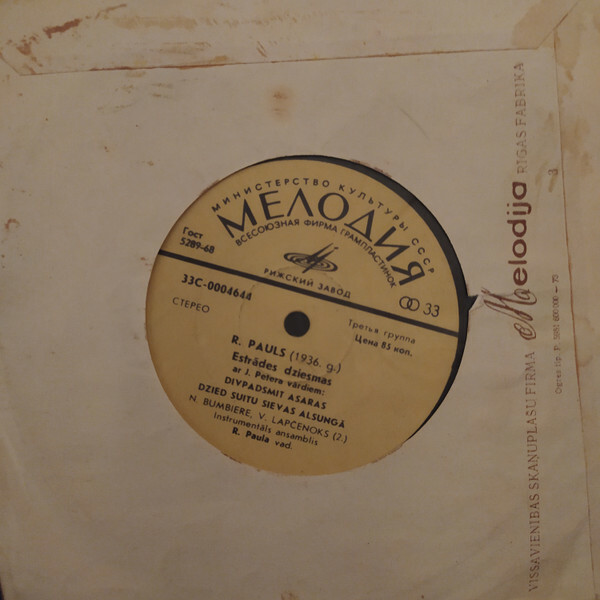 МИНИСТЕРСТВО КУЛЬТУРЫ СССР
МЕЛОДИЯ
ВСЕСОЮЗНАЯ ФИРМА ГРАМПЛАСТИНОК
РИЖСКИЙ ЗАВОД
Гост
5289-68
33
33С-0004644
СТЕРЕО
Третья группа
Цена 85 коп.
R. PAULS (1936. g.)
Estrādes dziesmas
ar J. Petera vārdiem:
DIVPADSMIT ASARAS
DZIED SUITU SIEVAS ALSUNGĀ
N. BUMBIERE, V. LAPČENOKS (2.)
Instrumentāls ansamblis
R. Paula vad.
VISSAVIENĪBAS SKAŅUPLAŠU FIRMA Melodija RĪGAS FABRIKA
3